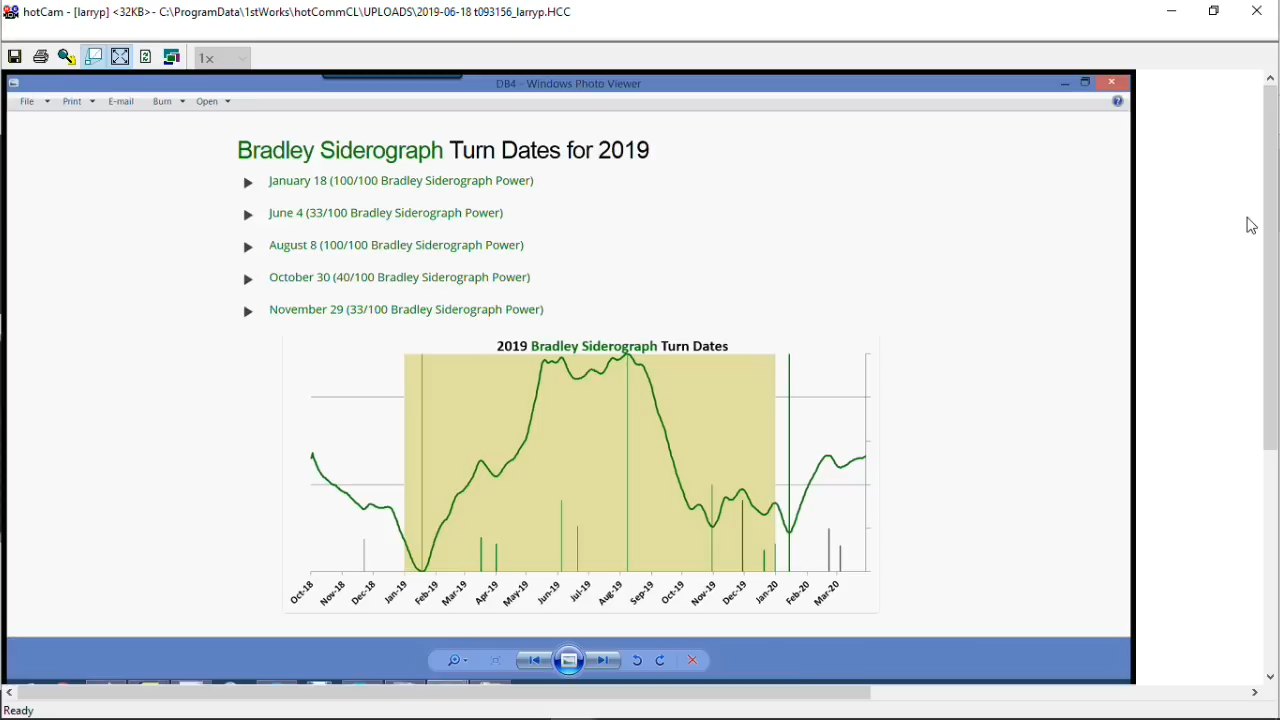 hotCam - [larryp] <32KB>- C:\ProgramData\1stWorks\hotCommCL\UPLOADS\2019-06-18 t093156_larryp.HCC
1x
DB4 - Windows Photo Viewer
File Print E-mail Burn Open
Bradley Siderograph Turn Dates for 2019
January 18 (100/100 Bradley Siderograph Power)
June 4 (33/100 Bradley Siderograph Power)
August 8 (100/100 Bradley Siderograph Power)
October 30 (40/100 Bradley Siderograph Power)
November 29 (33/100 Bradley Siderograph Power)
2019 Bradley Siderograph Turn Dates
Oct-18 Nov-18 Dec-18 Jan-19 Feb-19 Mar-19 Apr-19 May-19 Jun-19 Jul-19 Aug-19 Sep-19 Oct-19 Nov-19 Dec-19 Jan-20 Feb-20 Mar-20
Ready